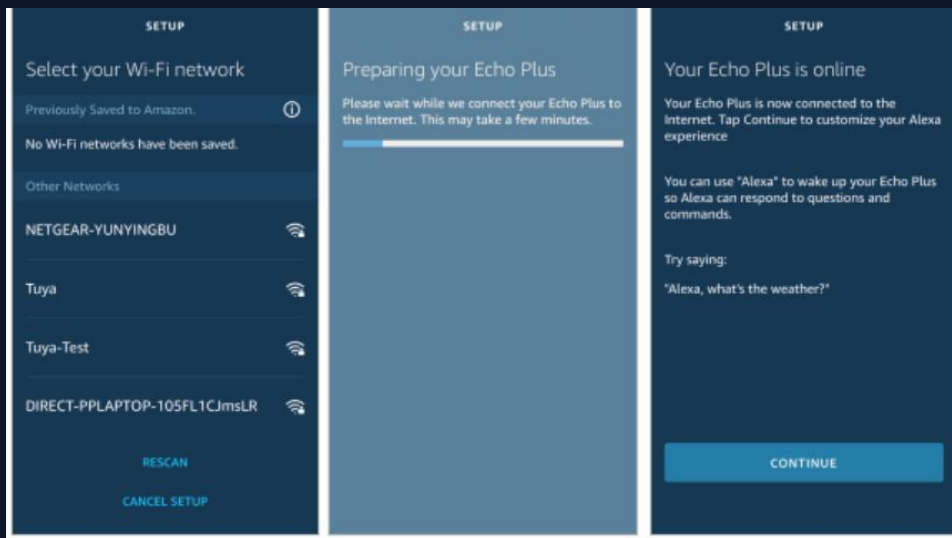 SETUP
Select your Wi-Fi network
Previously Saved to Amazon.
No Wi-Fi networks have been saved.
Other Networks
NETGEAR-YUNYINGBU
Tuya
Tuya-Test
DIRECT-PPLAPTOP-105FL1CJmsLR
RESCAN
CANCEL SETUP
SETUP
Preparing your Echo Plus
Please wait while we connect your Echo Plus to
the Internet. This may take a few minutes.
SETUP
Your Echo Plus is online
Your Echo Plus is now connected to the
Internet. Tap Continue to customize your Alexa
experience
You can use "Alexa" to wake up your Echo Plus
so Alexa can respond to questions and
commands.
Try saying:
"Alexa, what's the weather?"
CONTINUE